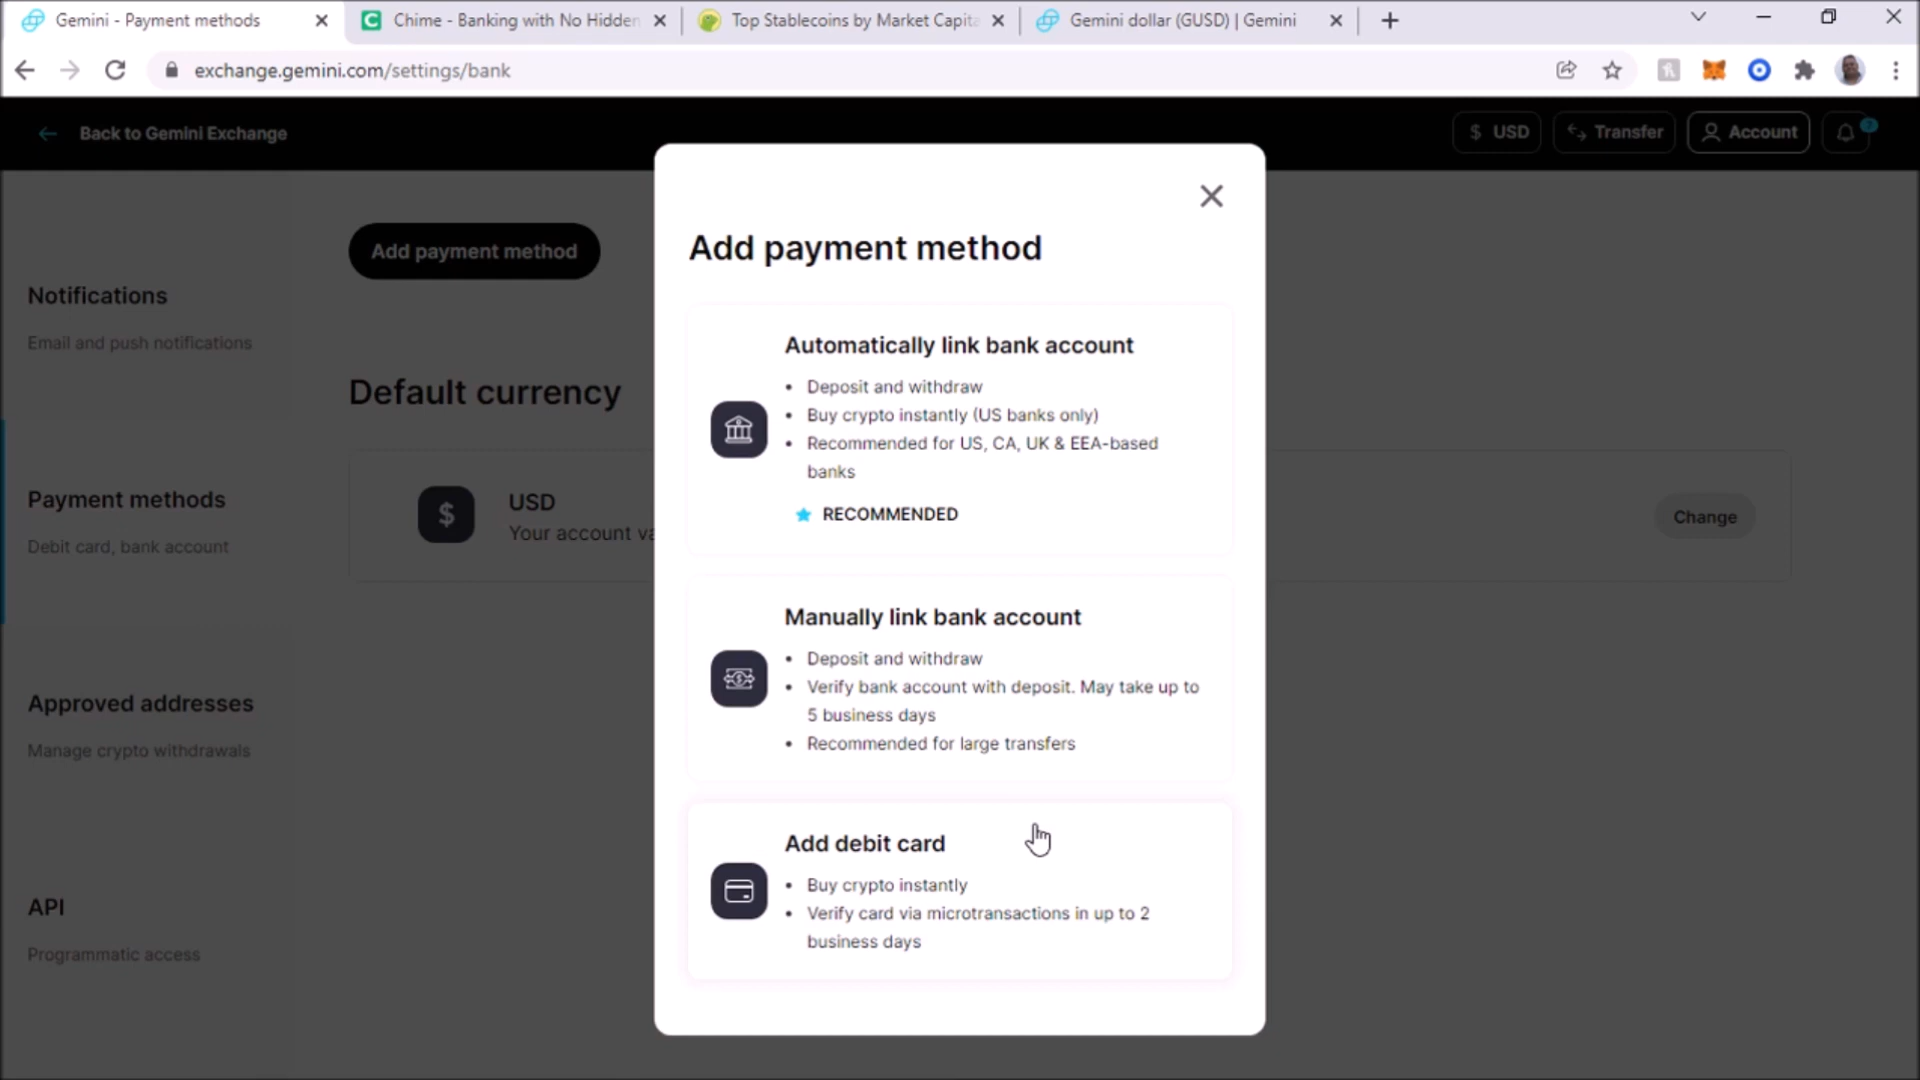 Gemini - Payment methods
Chime - Banking with No Hidden
Top Stablecoins by Market Capita
Gemini dollar (GUSD) | Gemini
exchange.gemini.com/settings/bank
Back to Gemini Exchange
$ USD
Transfer
Account
Add payment method
Notifications
Email and push notifications
Default currency
Payment methods
Debit card, bank account
$
USD
Your account va
Change
Approved addresses
Manage crypto withdrawals
API
Programmatic access
Add payment method
Automatically link bank account
• Deposit and withdraw
• Buy crypto instantly (US banks only)
• Recommended for US, CA, UK & EEA-based
banks
RECOMMENDED
Manually link bank account
• Deposit and withdraw
• Verify bank account with deposit. May take up to
5 business days
• Recommended for large transfers
Add debit card
• Buy crypto instantly
• Verify card via microtransactions in up to 2
business days